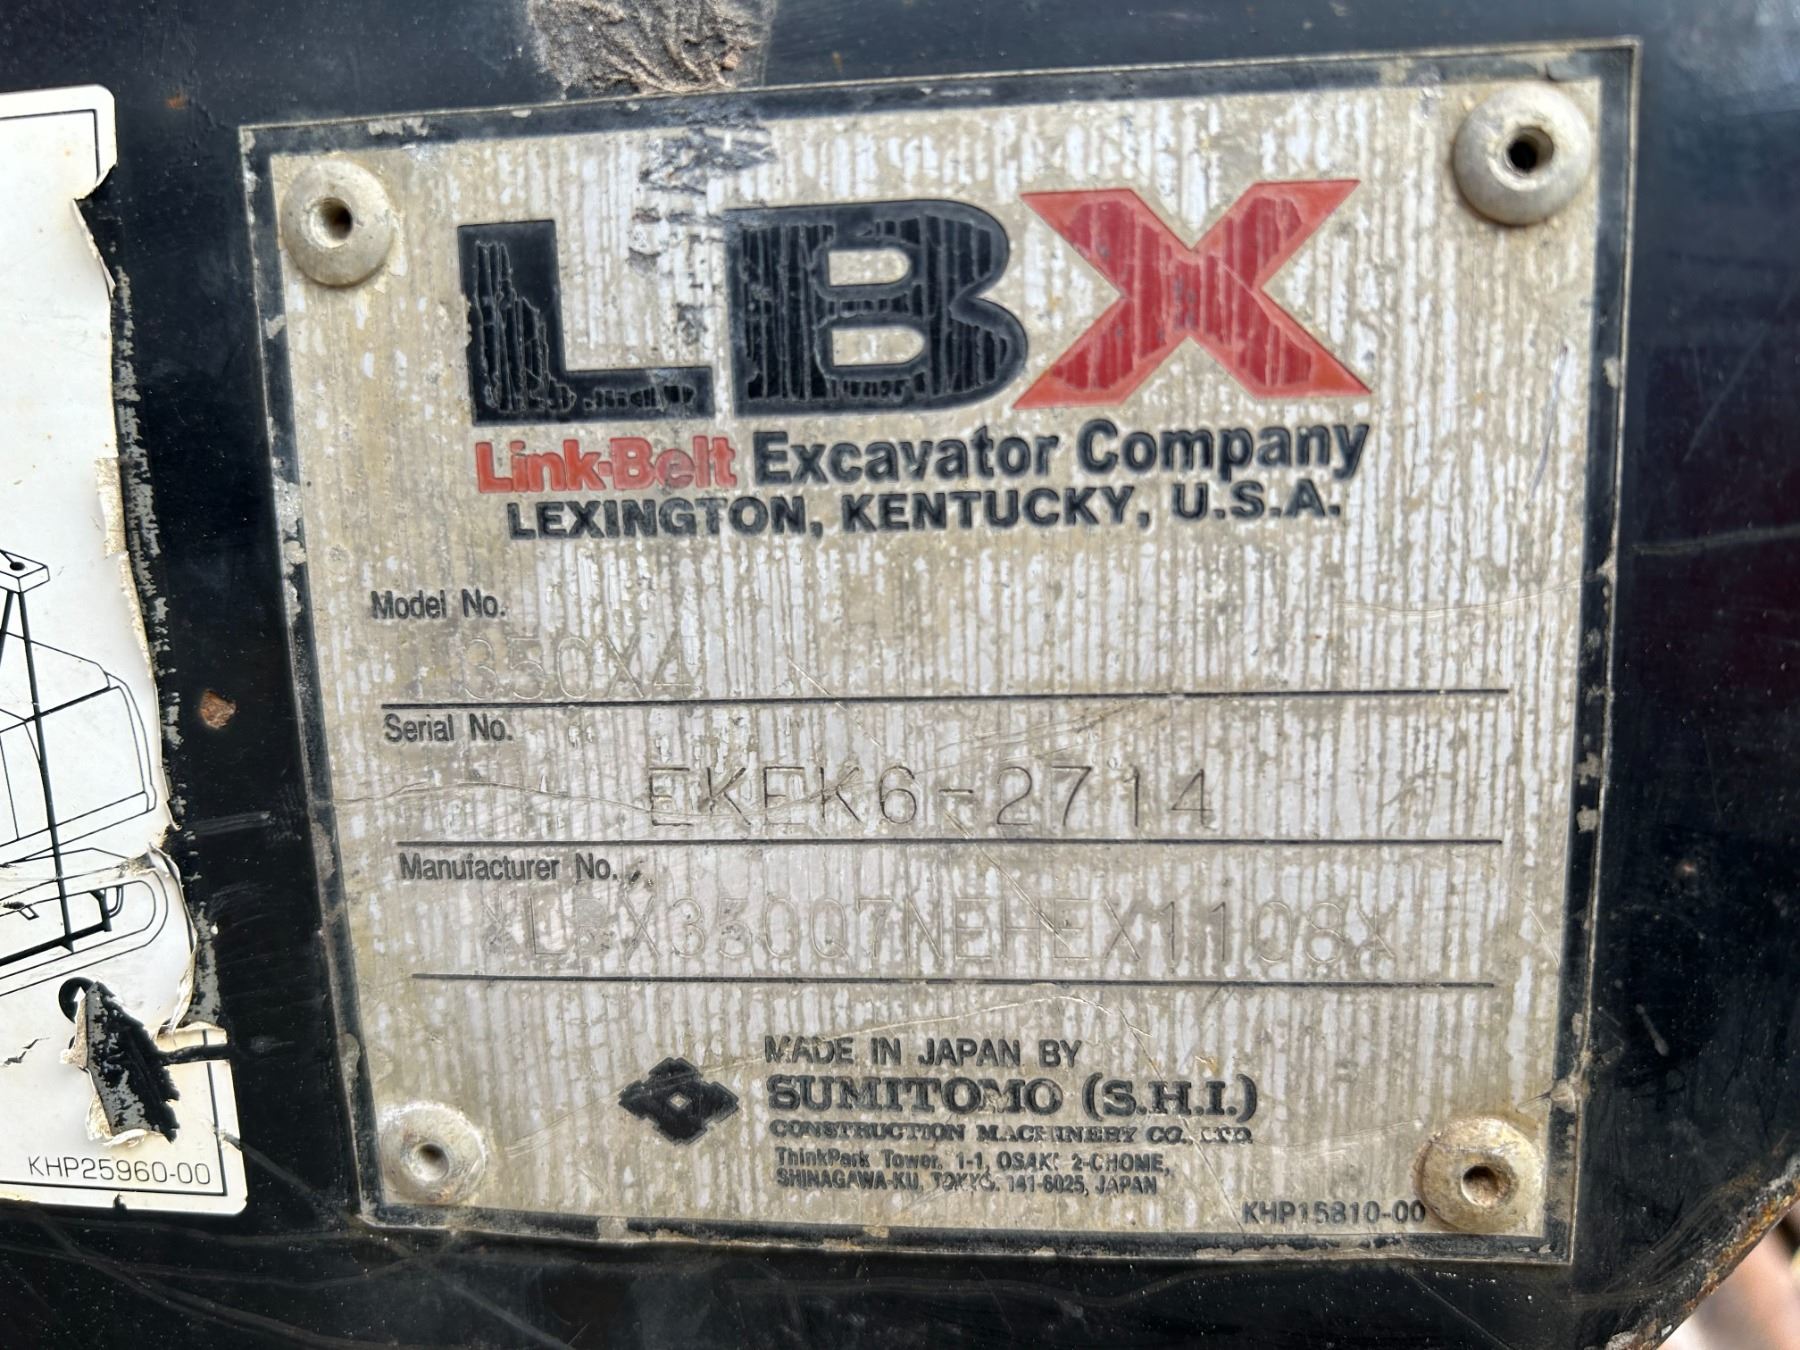 LBX
Link-Belt Excavator Company
LEXINGTON, KENTUCKY, U.S.A.
Model No.
350X4
Serial No.
EKEK6-2714
Manufacturer No.
MADE IN JAPAN BY
SUMITOMO (S.H.I.)
CONSTRUCTION MACHINERY CO., LTD.
ThinkPark Tower, 1-1, OSAKI 2-CHOME,
SHINAGAWA-KU, TOKYO, 141-6025, JAPAN
KHP15810-00
KHP25960-00